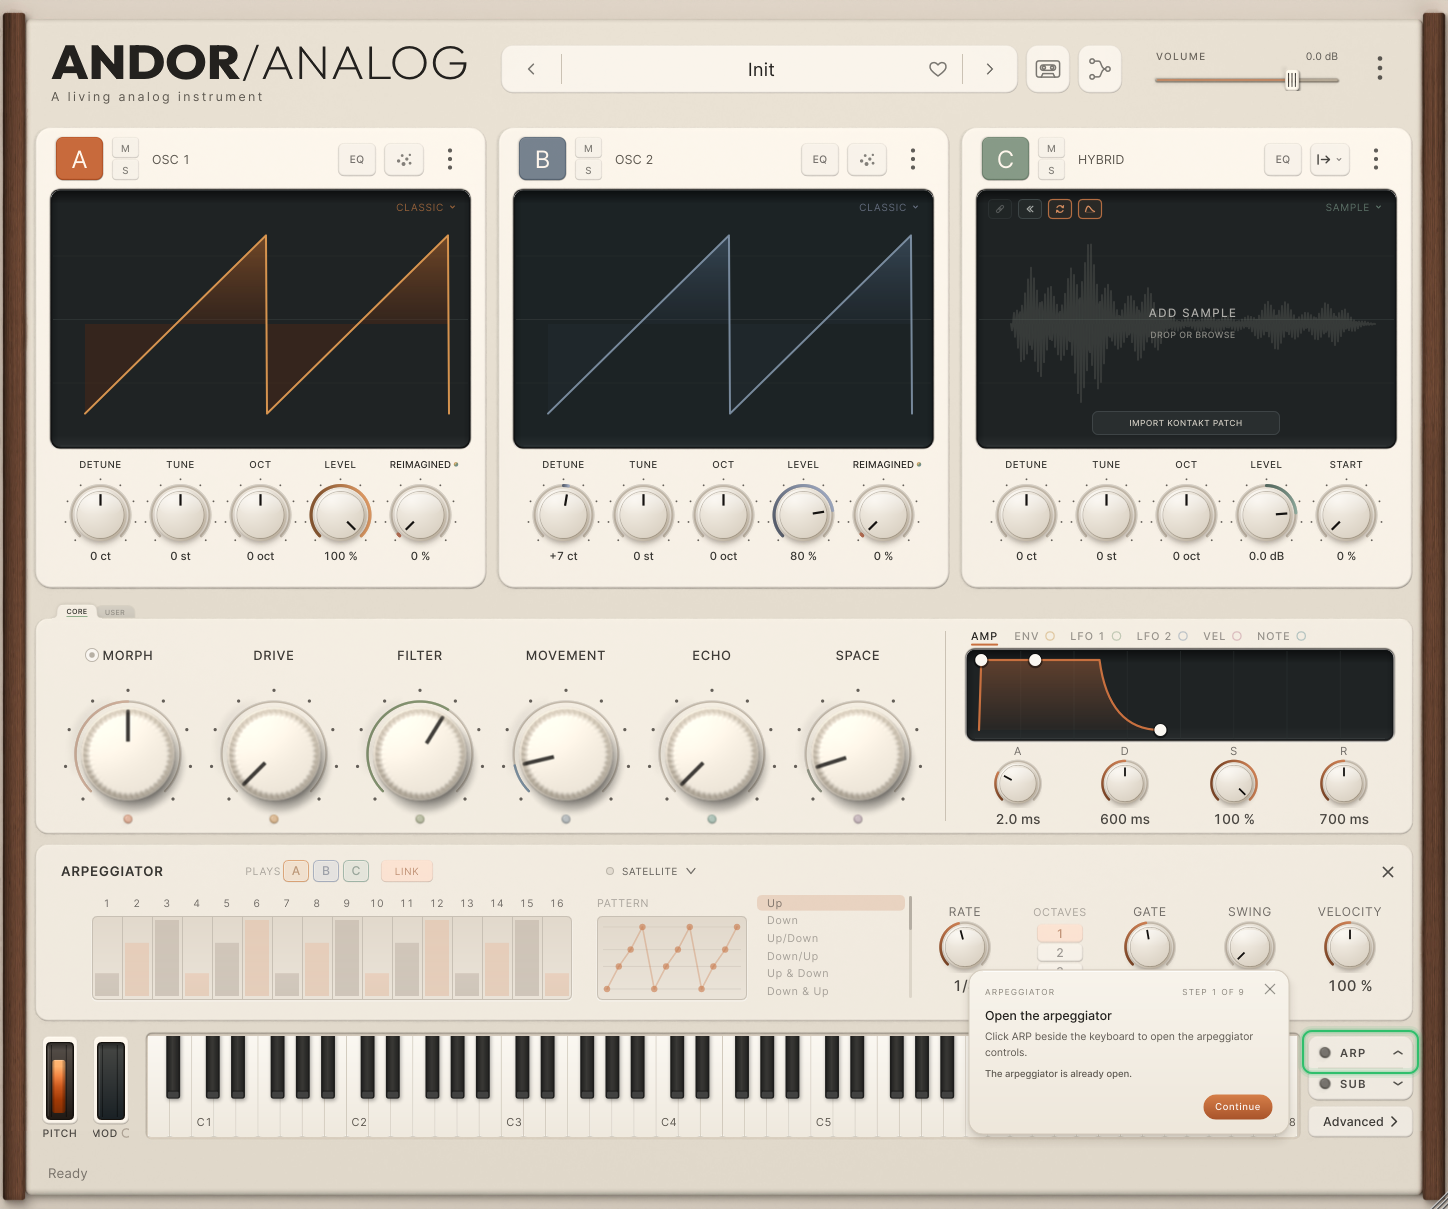 ANDOR/ANALOG
A living analog instrument
Init
VOLUME 0.0 dB
A M S OSC 1 EQ
CLASSIC
DETUNE TUNE OCT LEVEL REIMAGINED
0 ct 0 st 0 oct 100 % 0 %
B M S OSC 2 EQ
CLASSIC
DETUNE TUNE OCT LEVEL REIMAGINED
+7 ct 0 st 0 oct 80 % 0 %
C M S HYBRID EQ
SAMPLE
ADD SAMPLE
DROP OR BROWSE
IMPORT KONTAKT PATCH
DETUNE TUNE OCT LEVEL START
0 ct 0 st 0 oct 0.0 dB 0 %
CORE USER
MORPH DRIVE FILTER MOVEMENT ECHO SPACE
AMP ENV LFO 1 LFO 2 VEL NOTE
A D S R
2.0 ms 600 ms 100 % 700 ms
ARPEGGIATOR PLAYS A B C LINK SATELLITE
1 2 3 4 5 6 7 8 9 10 11 12 13 14 15 16
PATTERN
Up
Down
Up/Down
Down/Up
Up & Down
Down & Up
RATE OCTAVES GATE SWING VELOCITY
1
2
1/ 100 %
ARPEGGIATOR STEP 1 OF 9
Open the arpeggiator
Click ARP beside the keyboard to open the arpeggiator
controls.
The arpeggiator is already open.
Continue
ARP
SUB
Advanced
PITCH MOD
C1 C2 C3 C4 C5 8
Ready